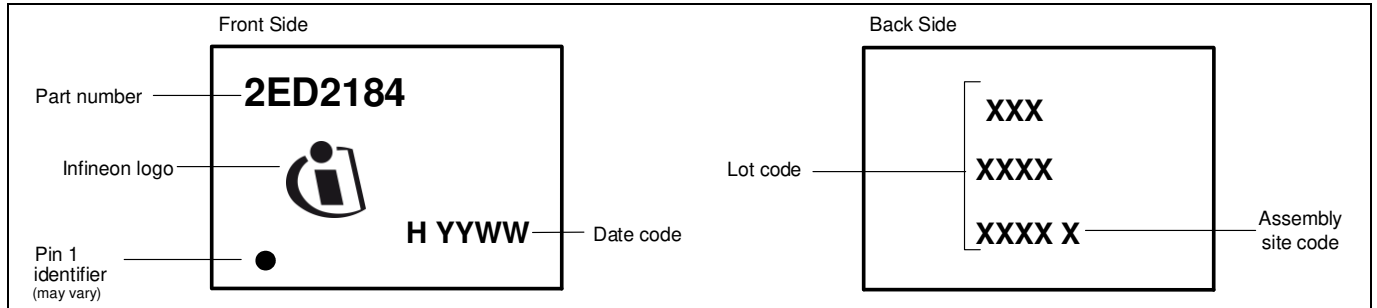 Front Side
Part number
2ED2184
Infineon logo
H YYWW
Date code
Pin 1
identifier
(may vary)
Back Side
XXX
Lot code
XXXX
XXXX X
Assembly
site code